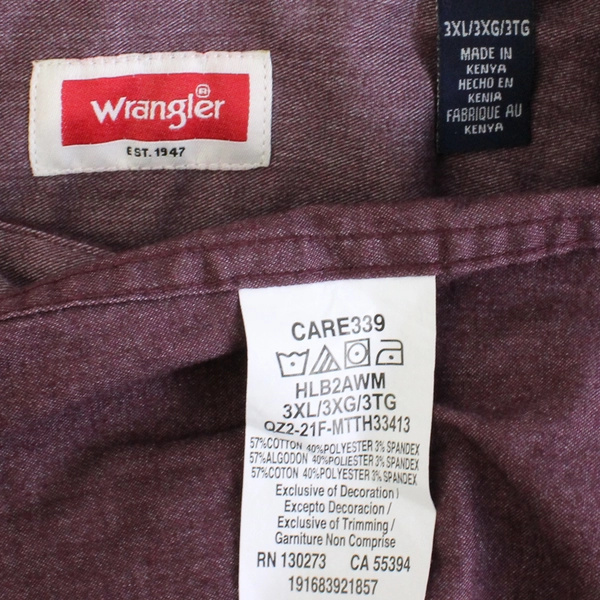 Wrangler®
EST. 1947
3XL/3XG/3TG
MADE IN
KENYA
HECHO EN
KENIA
FABRIQUE AU
KENYA
CARE339
HLB2AWM
3XL/3XG/3TG
QZ2-21F-MTTH33413
57%COTTON 40%POLYESTER 3% SPANDEX
57%ALGODON 40%POLIESTER 3% SPANDEX
57%COTON 40%POLYESTER 3% SPANDEX
Exclusive of Decoration)
Excepto Decoracion/
Exclusive of Trimming/
Garniture Non Comprise
RN 130273 CA 55394
191683921857